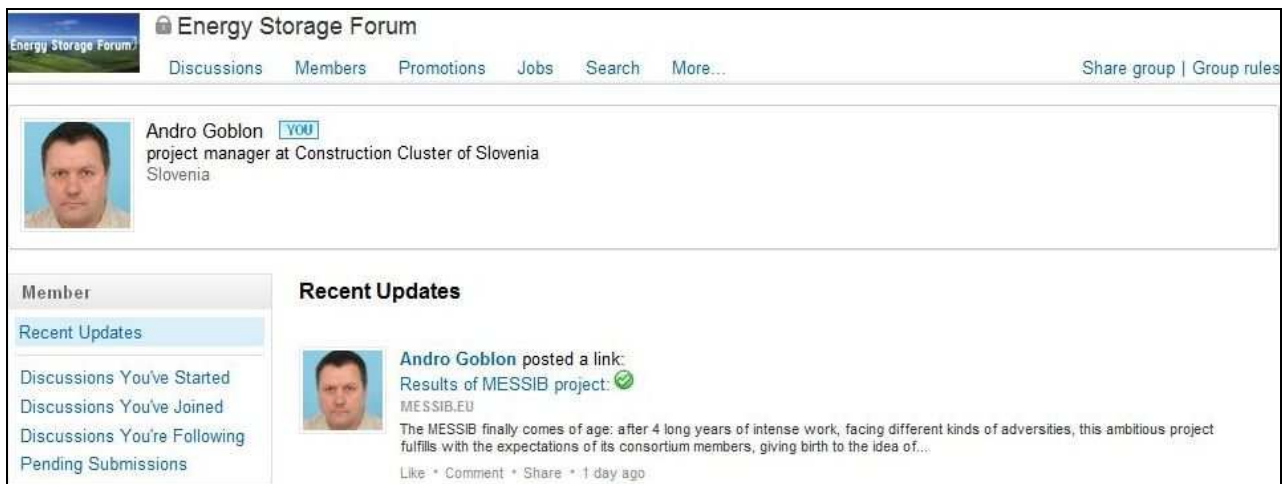 Energy Storage Forum
Energy Storage Forum
Discussions Members Promotions Jobs Search More... Share group | Group rules
Andro Goblon YOU
project manager at Construction Cluster of Slovenia
Slovenia
Member
Recent Updates
Discussions You've Started
Discussions You've Joined
Discussions You're Following
Pending Submissions
Recent Updates
Andro Goblon posted a link:
Results of MESSIB project:
MESSIB.EU
The MESSIB finally comes of age: after 4 long years of intense work, facing different kinds of adversities, this ambitious project
fulfills with the expectations of its consortium members, giving birth to the idea of...
Like * Comment * Share * 1 day ago